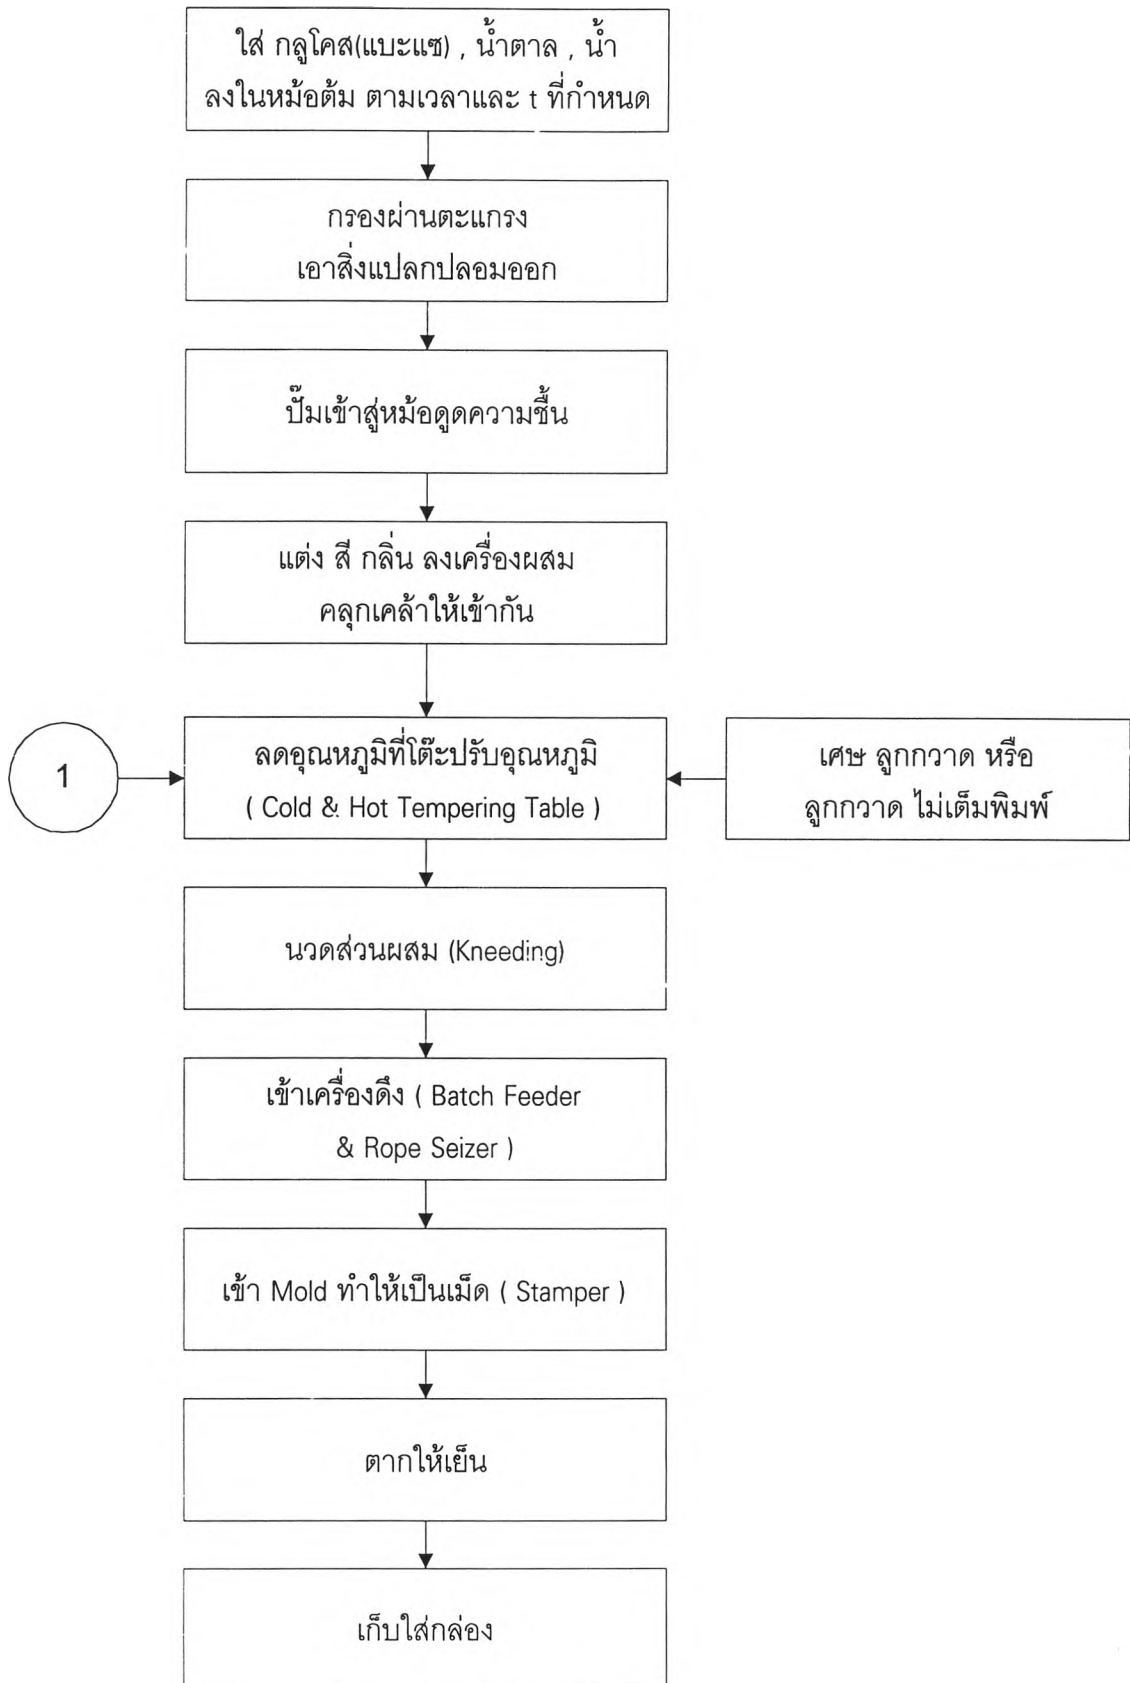 ใส่ กลูโคส(แบะแซ) , น้ำตาล , น้ำ
ลงในหม้อต้ม ตามเวลาและ t ที่กำหนด
กรองผ่านตะแกรง
เอาสิ่งแปลกปลอมออก
ปั๊มเข้าสู่หม้อดูดความชื้น
แต่ง สี กลิ่น ลงเครื่องผสม
คลุกเคล้าให้เข้ากัน
1
ลดอุณหภูมิที่โต๊ะปรับอุณหภูมิ
( Cold & Hot Tempering Table )
เศษ ลูกกวาด หรือ
ลูกกวาด ไม่เต็มพิมพ์
นวดส่วนผสม (Kneeding)
เข้าเครื่องดึง ( Batch Feeder
& Rope Seizer )
เข้า Mold ทำให้เป็นเม็ด ( Stamper )
ตากให้เย็น
เก็บใส่กล่อง